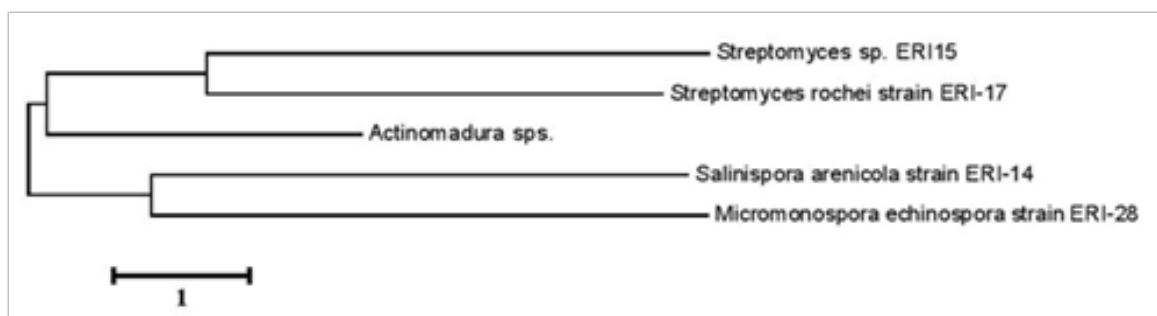 Streptomyces sp. ERI15
Streptomyces rochei strain ERI-17
Actinomadura sps.
Salinispora arenicola strain ERI-14
Micromonospora echinospora strain ERI-28
1